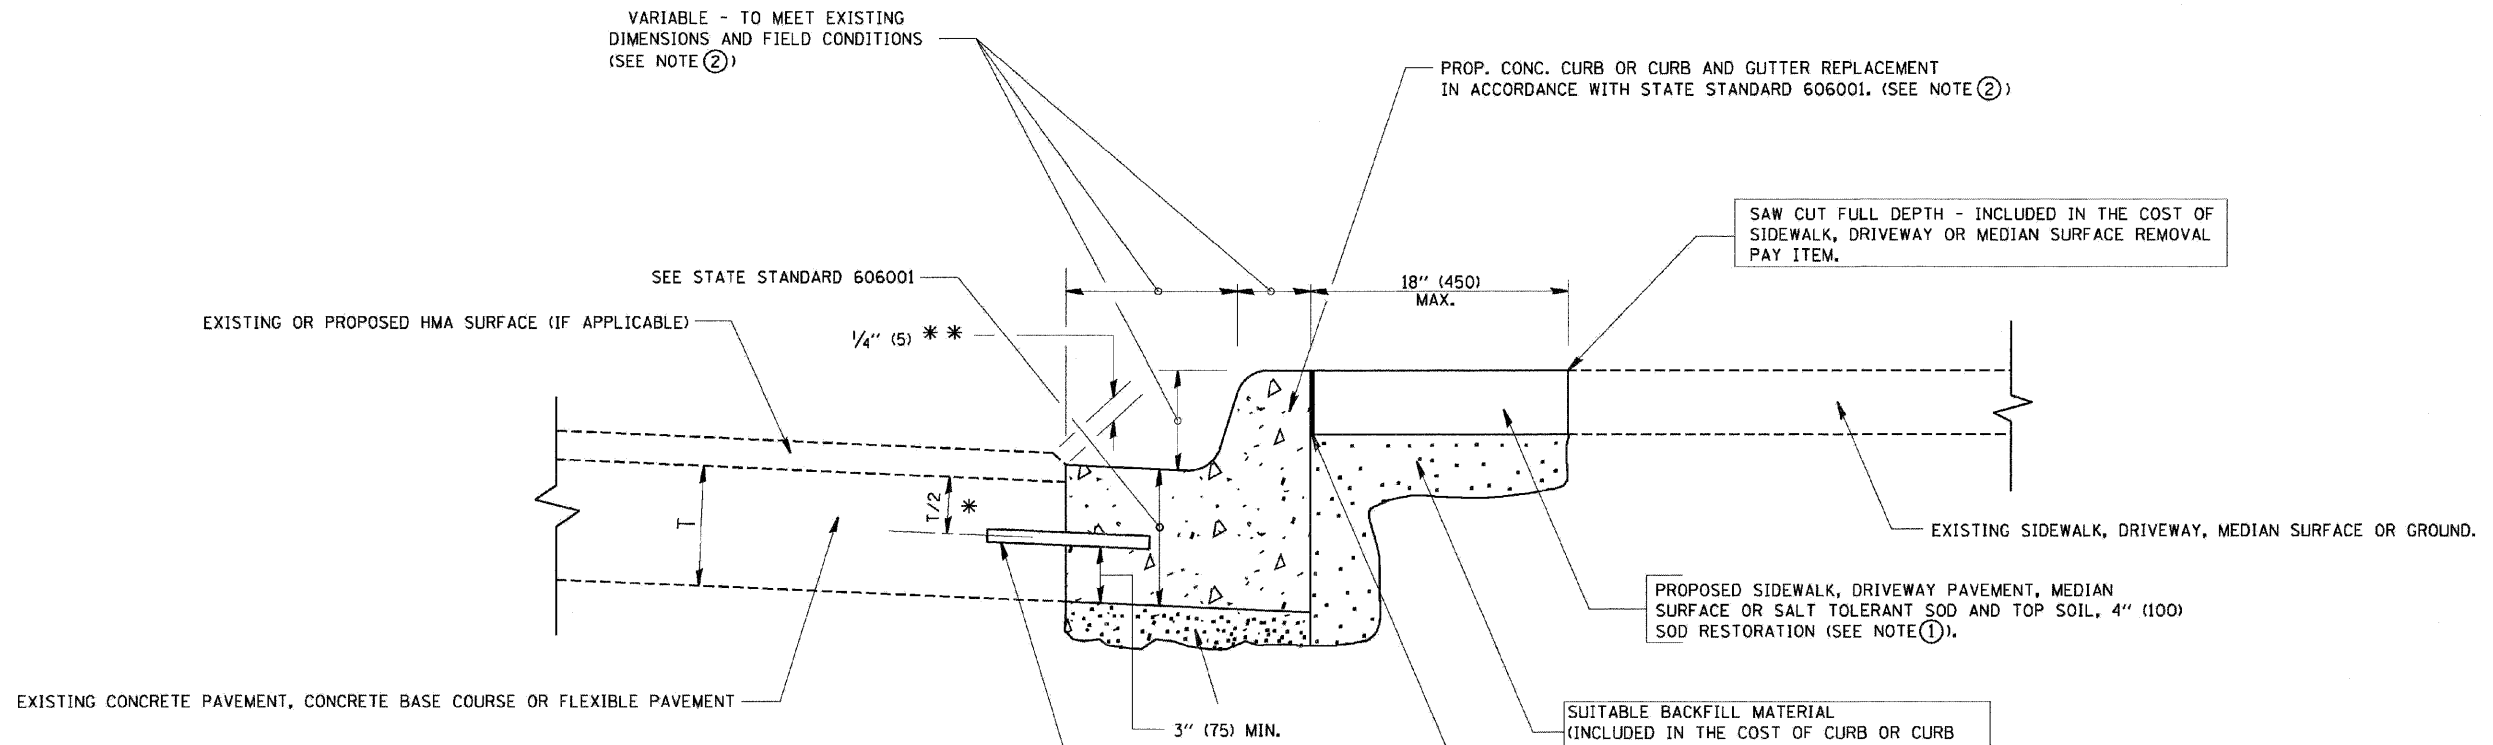 VARIABLE - TO MEET EXISTING
DIMENSIONS AND FIELD CONDITIONS
(SEE NOTE ②)
PROP. CONC. CURB OR CURB AND GUTTER REPLACEMENT
IN ACCORDANCE WITH STATE STANDARD 606001. (SEE NOTE ②)
SAW CUT FULL DEPTH - INCLUDED IN THE COST OF
SIDEWALK, DRIVEWAY OR MEDIAN SURFACE REMOVAL
PAY ITEM.
SEE STATE STANDARD 606001
18" (450)
MAX.
EXISTING OR PROPOSED HMA SURFACE (IF APPLICABLE)
1/4" (5) * *
T
T/2 *
EXISTING SIDEWALK, DRIVEWAY, MEDIAN SURFACE OR GROUND.
PROPOSED SIDEWALK, DRIVEWAY PAVEMENT, MEDIAN
SURFACE OR SALT TOLERANT SOD AND TOP SOIL, 4" (100)
SOD RESTORATION (SEE NOTE ①).
EXISTING CONCRETE PAVEMENT, CONCRETE BASE COURSE OR FLEXIBLE PAVEMENT
3" (75) MIN.
SUITABLE BACKFILL MATERIAL
(INCLUDED IN THE COST OF CURB OR CURB